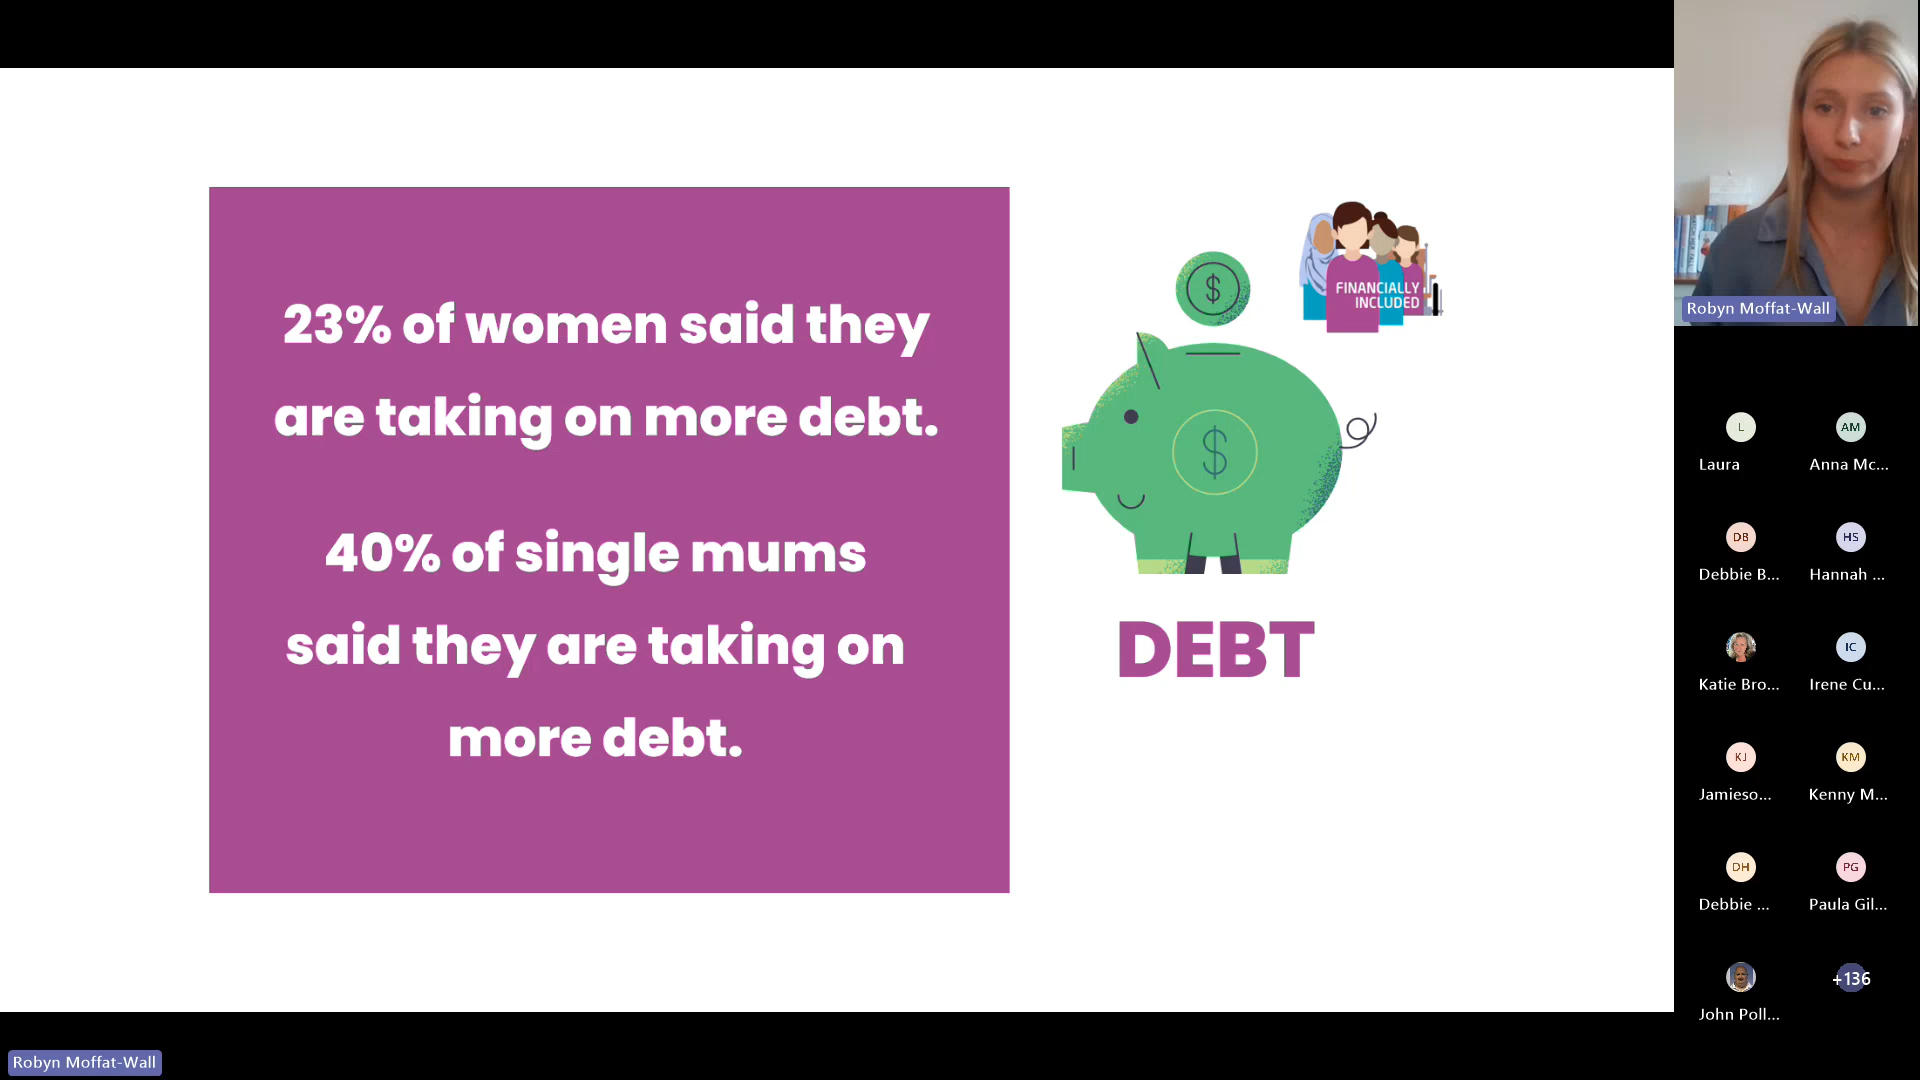 23% of women said they
are taking on more debt.
40% of single mums
said they are taking on
more debt.
$
FINANCIALLY
INCLUDED
$
DEBT
Robyn Moffat-Wall
L
AM
Laura
Anna Mc...
DB
HS
Debbie B...
Hannah ...
Katie Bro...
IC
Irene Cu...
KJ
KM
Jamieso...
Kenny M...
DH
PG
Debbie ...
Paula Gil...
+136
John Poll...
Robyn Moffat-Wall